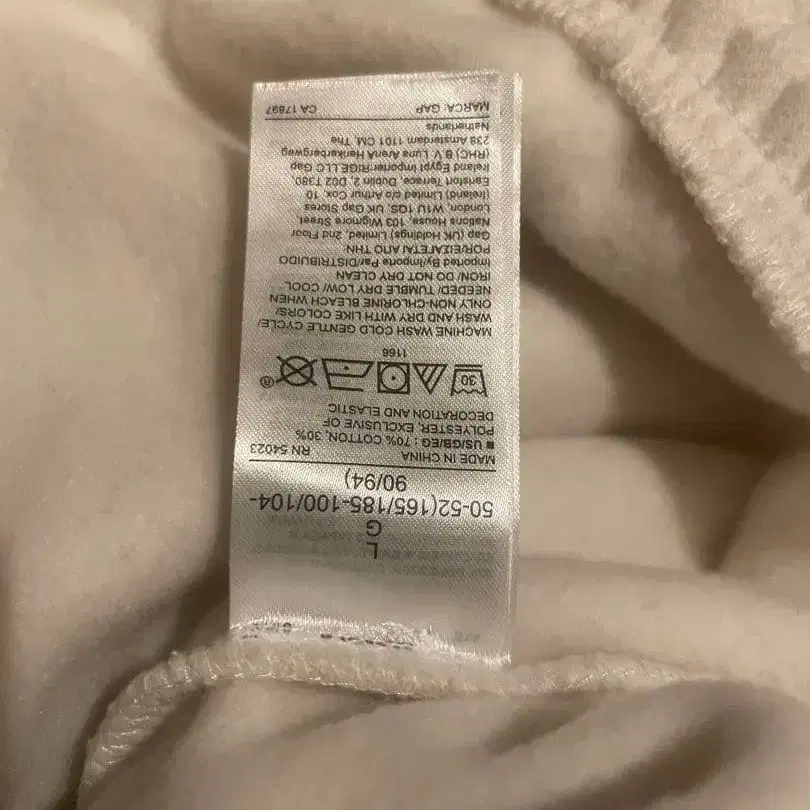 L
G
50-52(165/185-100/104-
90/94)
MADE IN CHINA RN 54023
■ US/GB/EG: 70% COTTON, 30%
POLYESTER, EXCLUSIVE OF
DECORATION AND ELASTIC
30
®
1166
MACHINE WASH COLD GENTLE CYCLE/
WASH AND DRY WITH LIKE COLORS/
ONLY NON-CHLORINE BLEACH WHEN
NEEDED/ TUMBLE DRY LOW/ COOL
IRON/ DO NOT DRY CLEAN
Imported By/Importe Par/DISTRIBUIDO
POR/ΕΙΖΑΓΕΤΑΙ ΑΠΟ ΤΗΝ:
Gap (UK Holdings) Limited, 2nd Floor
Nations House, 103 Wigmore Street
London, W1U 1QS, UK Gap Stores
(Ireland) Limited c/o Arthur Cox, 10
Earlsfort Terrace, Dublin 2, D02 T380,
Ireland Egypt Importer:RIGE LLC Gap
(RHC) B.V. Luna ArenA Herikerbergweg
238 Amsterdam 1101 CM, The
Netherlands
MARCA: GAP CA 17897